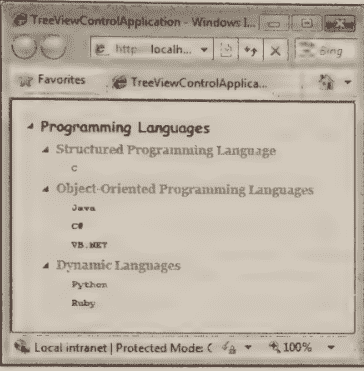 TreeViewControlApplication - Windows I...
http localh...
Bing
Favorites
TreeViewControlApplica...
Programming Languages
Structured Programming Language
C
Object-Oriented Programming Languages
Java
C#
VB.NET
Dynamic Languages
Python
Ruby
Local intranet | Protected Mode: (
100%